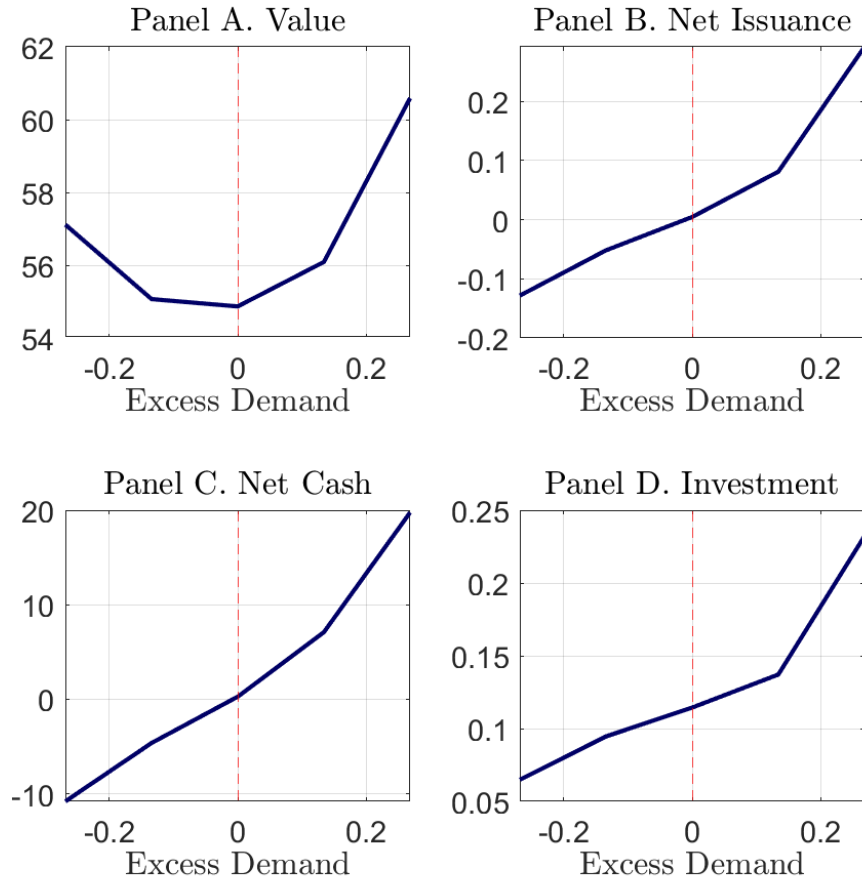 Panel A. Value
62
60
58
56
54
-0.2 0 0.2
Excess Demand
Panel B. Net Issuance
0.2
0.1
0
-0.1
-0.2
-0.2 0 0.2
Excess Demand
Panel C. Net Cash
20
10
0
-10
-0.2 0 0.2
Excess Demand
Panel D. Investment
0.25
0.2
0.15
0.1
0.05
-0.2 0 0.2
Excess Demand